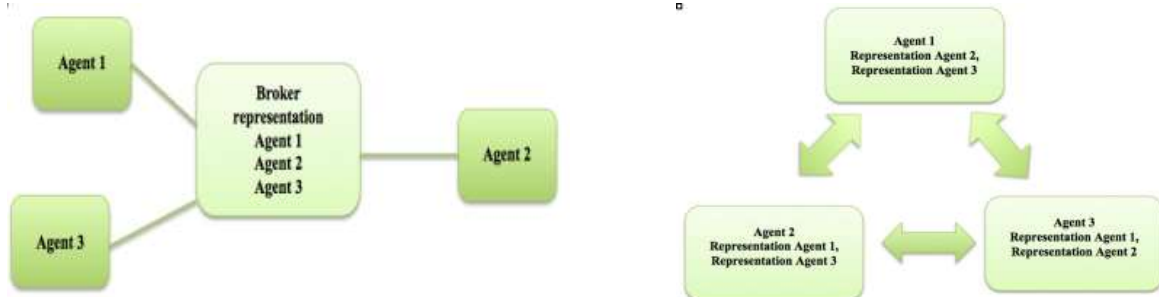 Agent 1
Broker
representation
Agent 1
Agent 2
Agent 3
Agent 2
Agent 3
Agent 1
Representation Agent 2,
Representation Agent 3
Agent 2
Representation Agent 1,
Representation Agent 3
Agent 3
Representation Agent 1,
Representation Agent 2